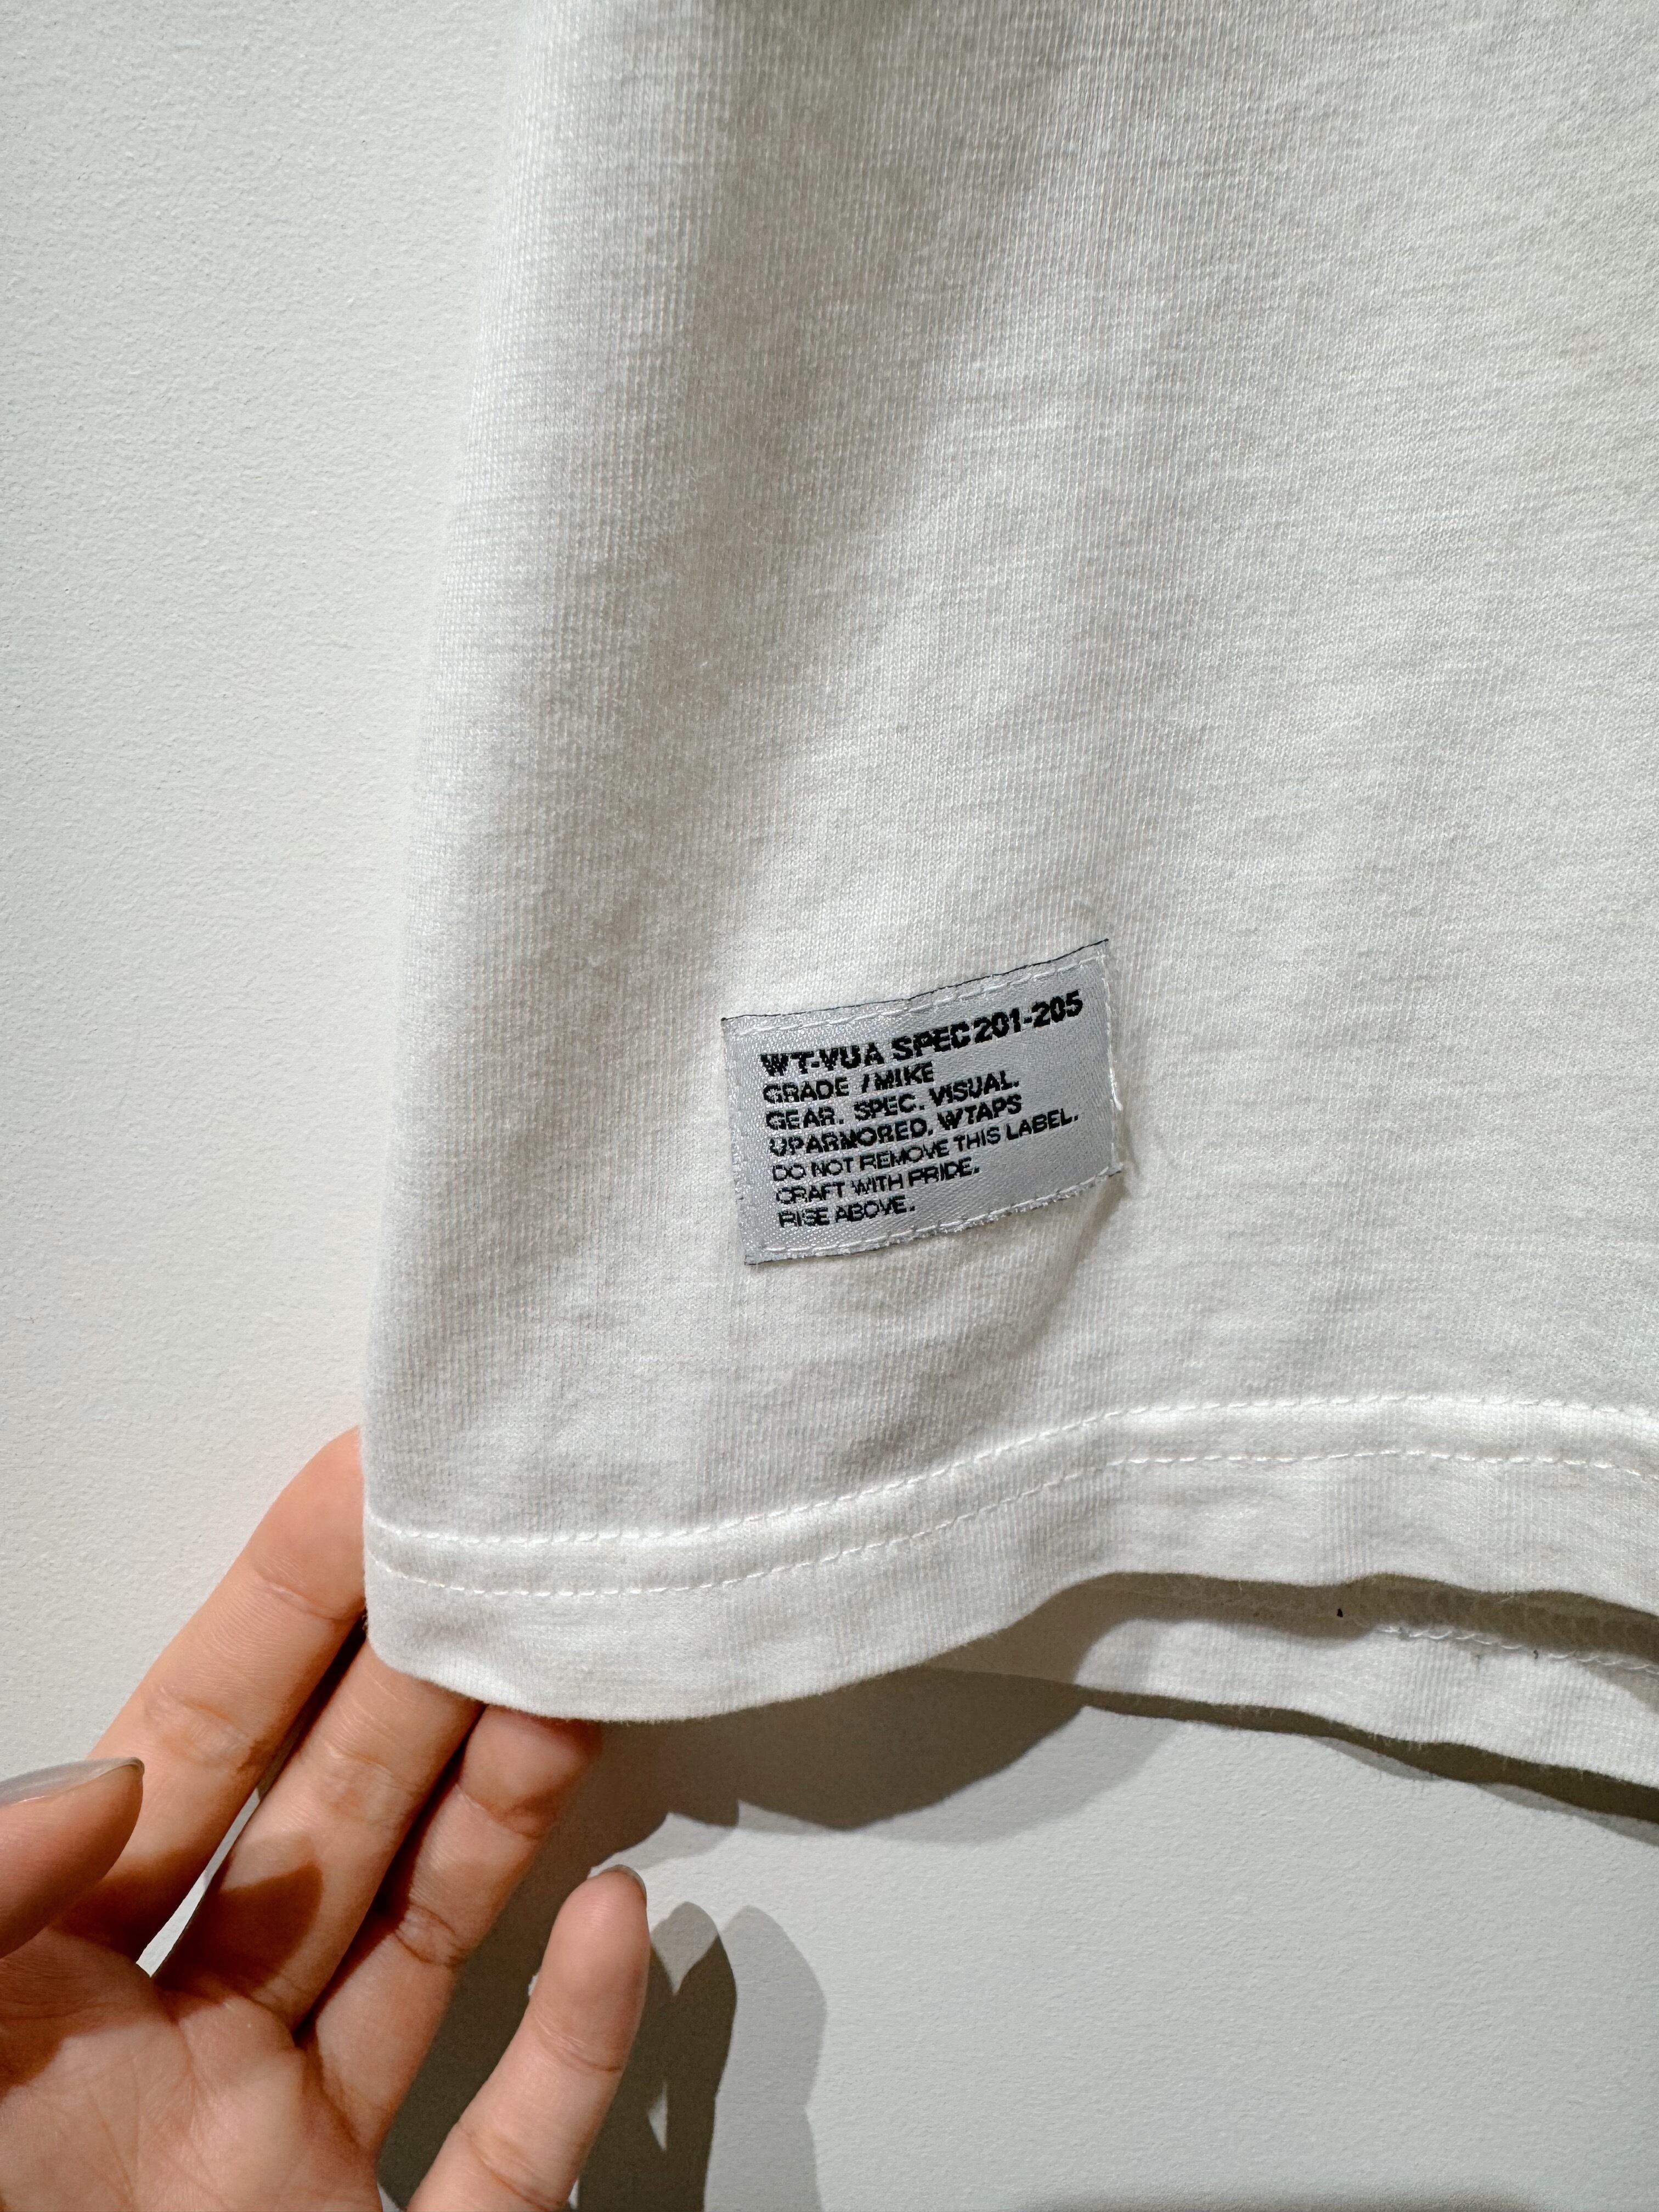 WT-VUA SPEC 201-205
GRADE / MIKE
GEAR. SPEC. VISUAL.
UPARMORED. WTAPS
DO NOT REMOVE THIS LABEL.
CRAFT WITH PRIDE.
RISE ABOVE.